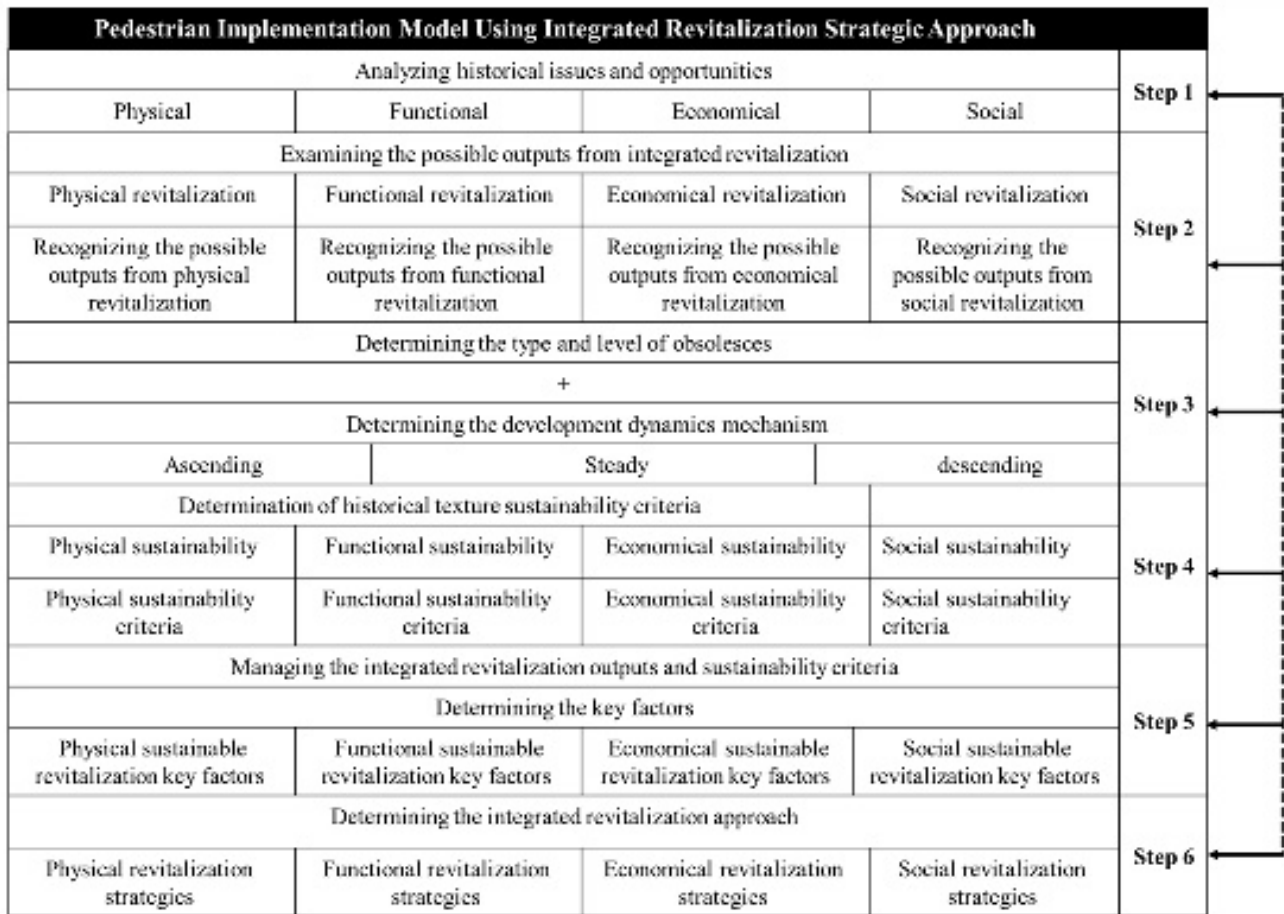 Pedestrian Implementation Model Using Integrated Revitalization Strategic Approach
Analyzing historical issues and opportunities
Step 1
Physical
Functional
Economical
Social
Examining the possible outputs from integrated revitalization
Step 2
Physical revitalization
Functional revitalization
Economical revitalization
Social revitalization
Recognizing the possible
outputs from physical
revitalization
Recognizing the possible
outputs from functional
revitalization
Recognizing the possible
outputs from economical
revitalization
Recognizing the
possible outputs from
social revitalization
Determining the type and level of obsolesces
+
Step 3
Determining the development dynamics mechanism
Ascending
Steady
descending
Determination of historical texture sustainability criteria
Step 4
Physical sustainability
Functional sustainability
Economical sustainability
Social sustainability
Physical sustainability
criteria
Functional sustainability
criteria
Economical sustainability
criteria
Social sustainability
criteria
Managing the integrated revitalization outputs and sustainability criteria
Determining the key factors
Step 5
Physical sustainable
revitalization key factors
Functional sustainable
revitalization key factors
Economical sustainable
revitalization key factors
Social sustainable
revitalization key factors
Determining the integrated revitalization approach
Step 6
Physical revitalization
strategies
Functional revitalization
strategies
Economical revitalization
strategies
Social revitalization
strategies